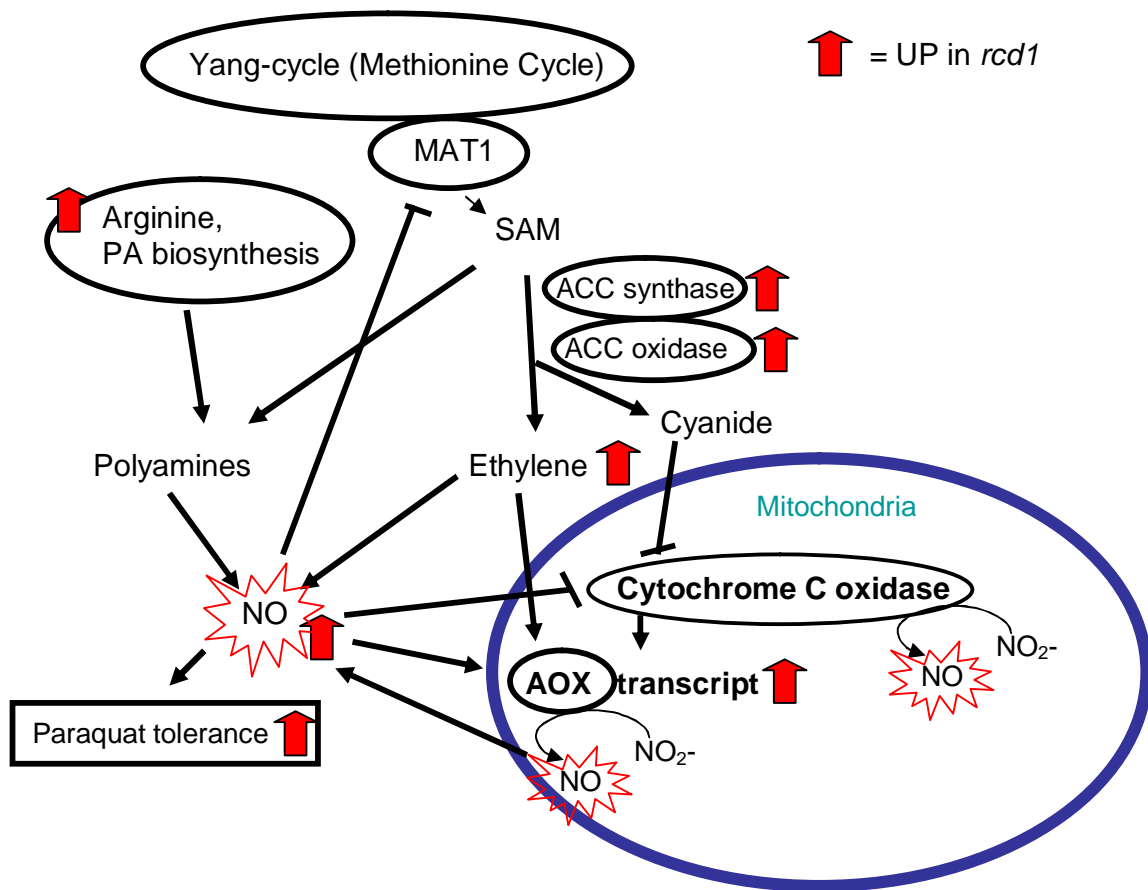 Yang-cycle (Methionine Cycle)
= UP in rcd1
MAT1
Arginine,
PA biosynthesis
SAM
ACC synthase
ACC oxidase
Cyanide
Polyamines
Ethylene
Mitochondria
Cytochrome C oxidase
NO
NO2-
NO
AOX transcript
Paraquat tolerance
NO2-
NO